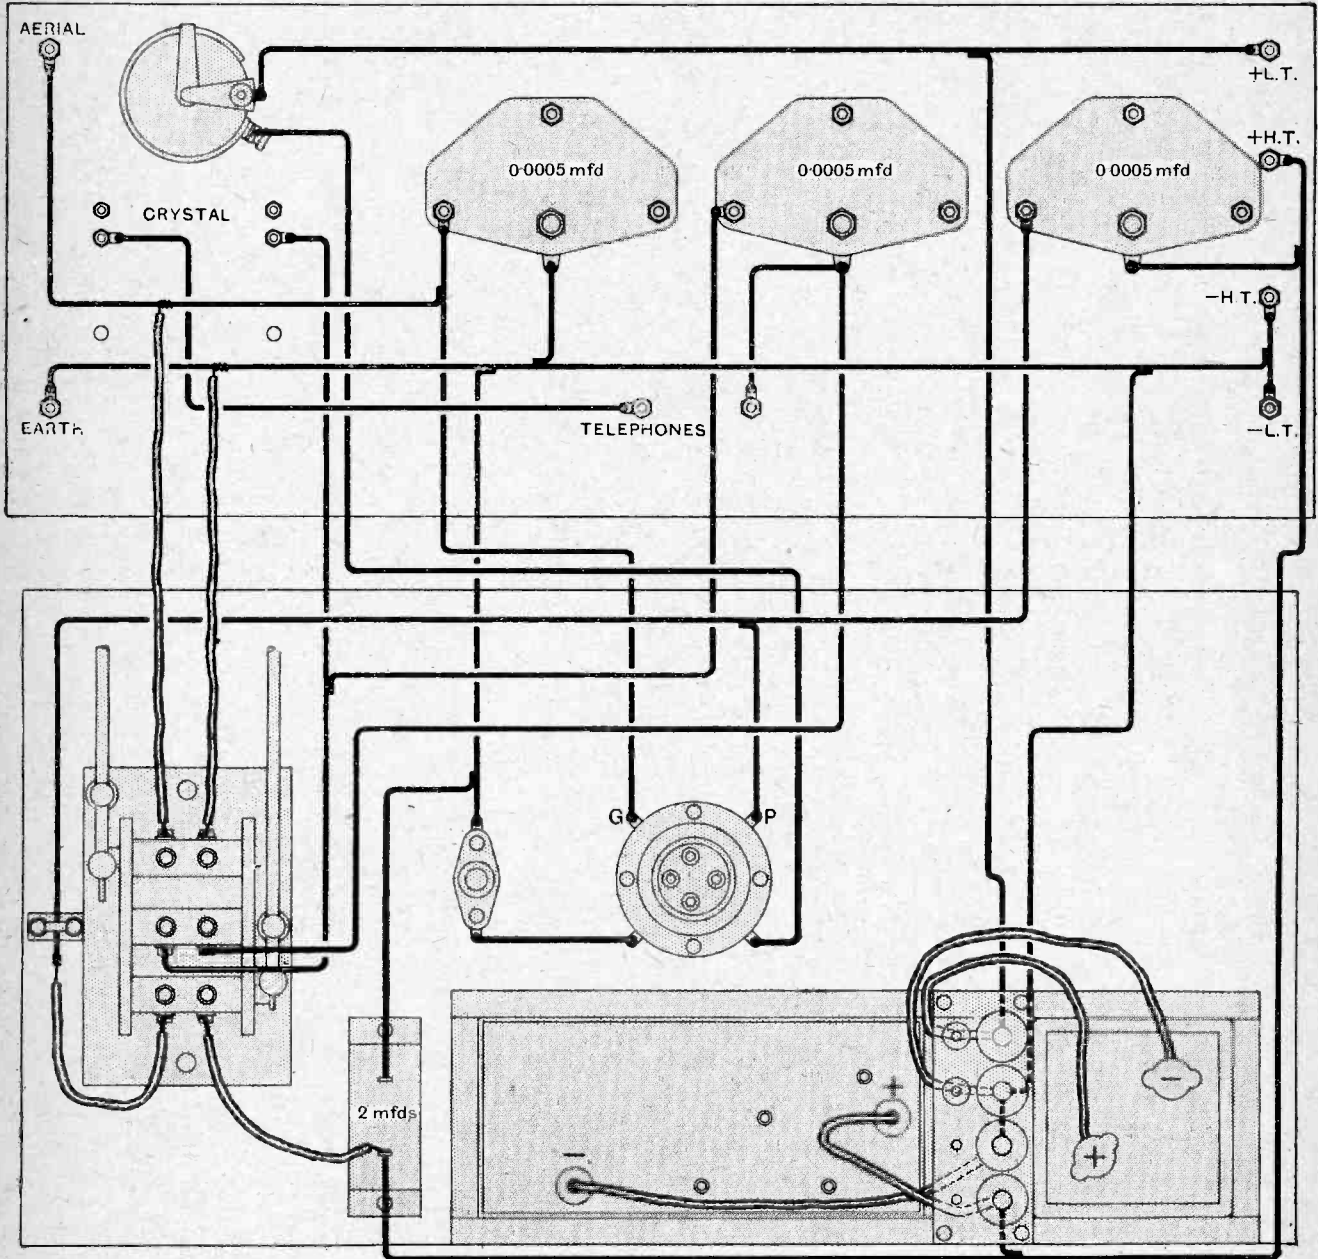 AERIAL
+L.T.
+H.T.
0·0005 mfd
0·0005 mfd
0·0005 mfd
CRYSTAL
—H.T.
EARTH
TELEPHONES
—L.T.
G
P
2 mfds
+
—
—
+